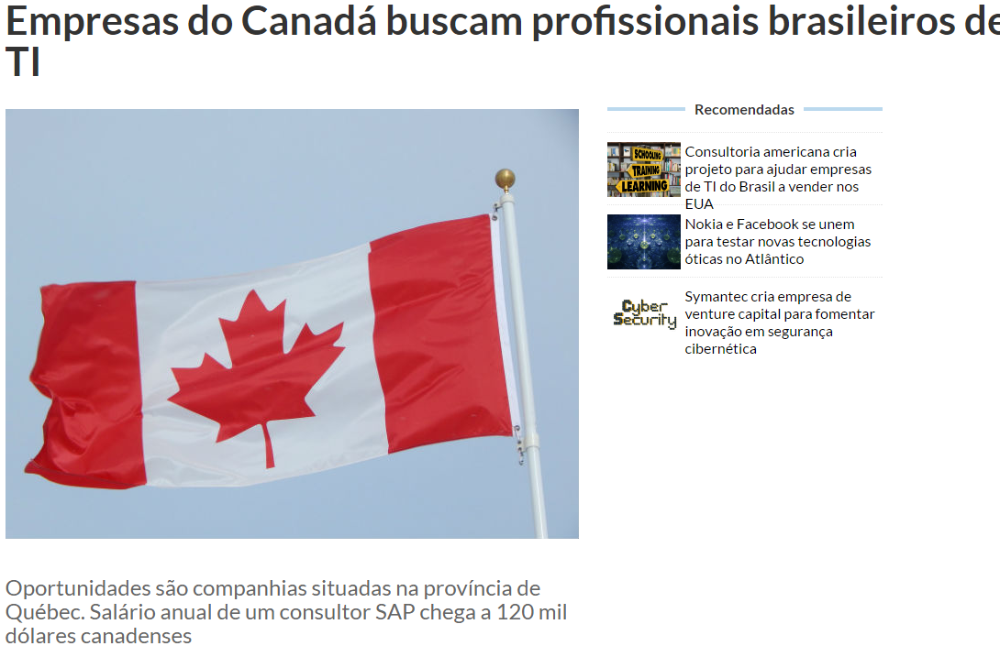 Empresas do Canadá buscam profissionais brasileiros de
TI
Recomendadas
SCHOOLING
TRAINING
LEARNING
Consultoria americana cria
projeto para ajudar empresas
de TI do Brasil a vender nos
EUA
Nokia e Facebook se unem
para testar novas tecnologias
óticas no Atlântico
Cyber
Security
Symantec cria empresa de
venture capital para fomentar
inovação em segurança
cibernética
Oportunidades são companhias situadas na província de
Québec. Salário anual de um consultor SAP chega a 120 mil
dólares canadenses